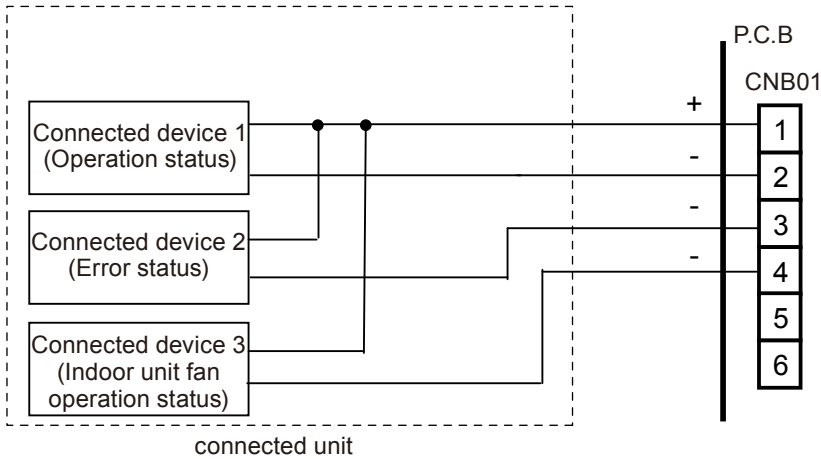 P.C.B
CNB01
Connected device 1
(Operation status)
+
1
-
2
Connected device 2
(Error status)
-
3
-
4
Connected device 3
(Indoor unit fan
operation status)
5
6
connected unit